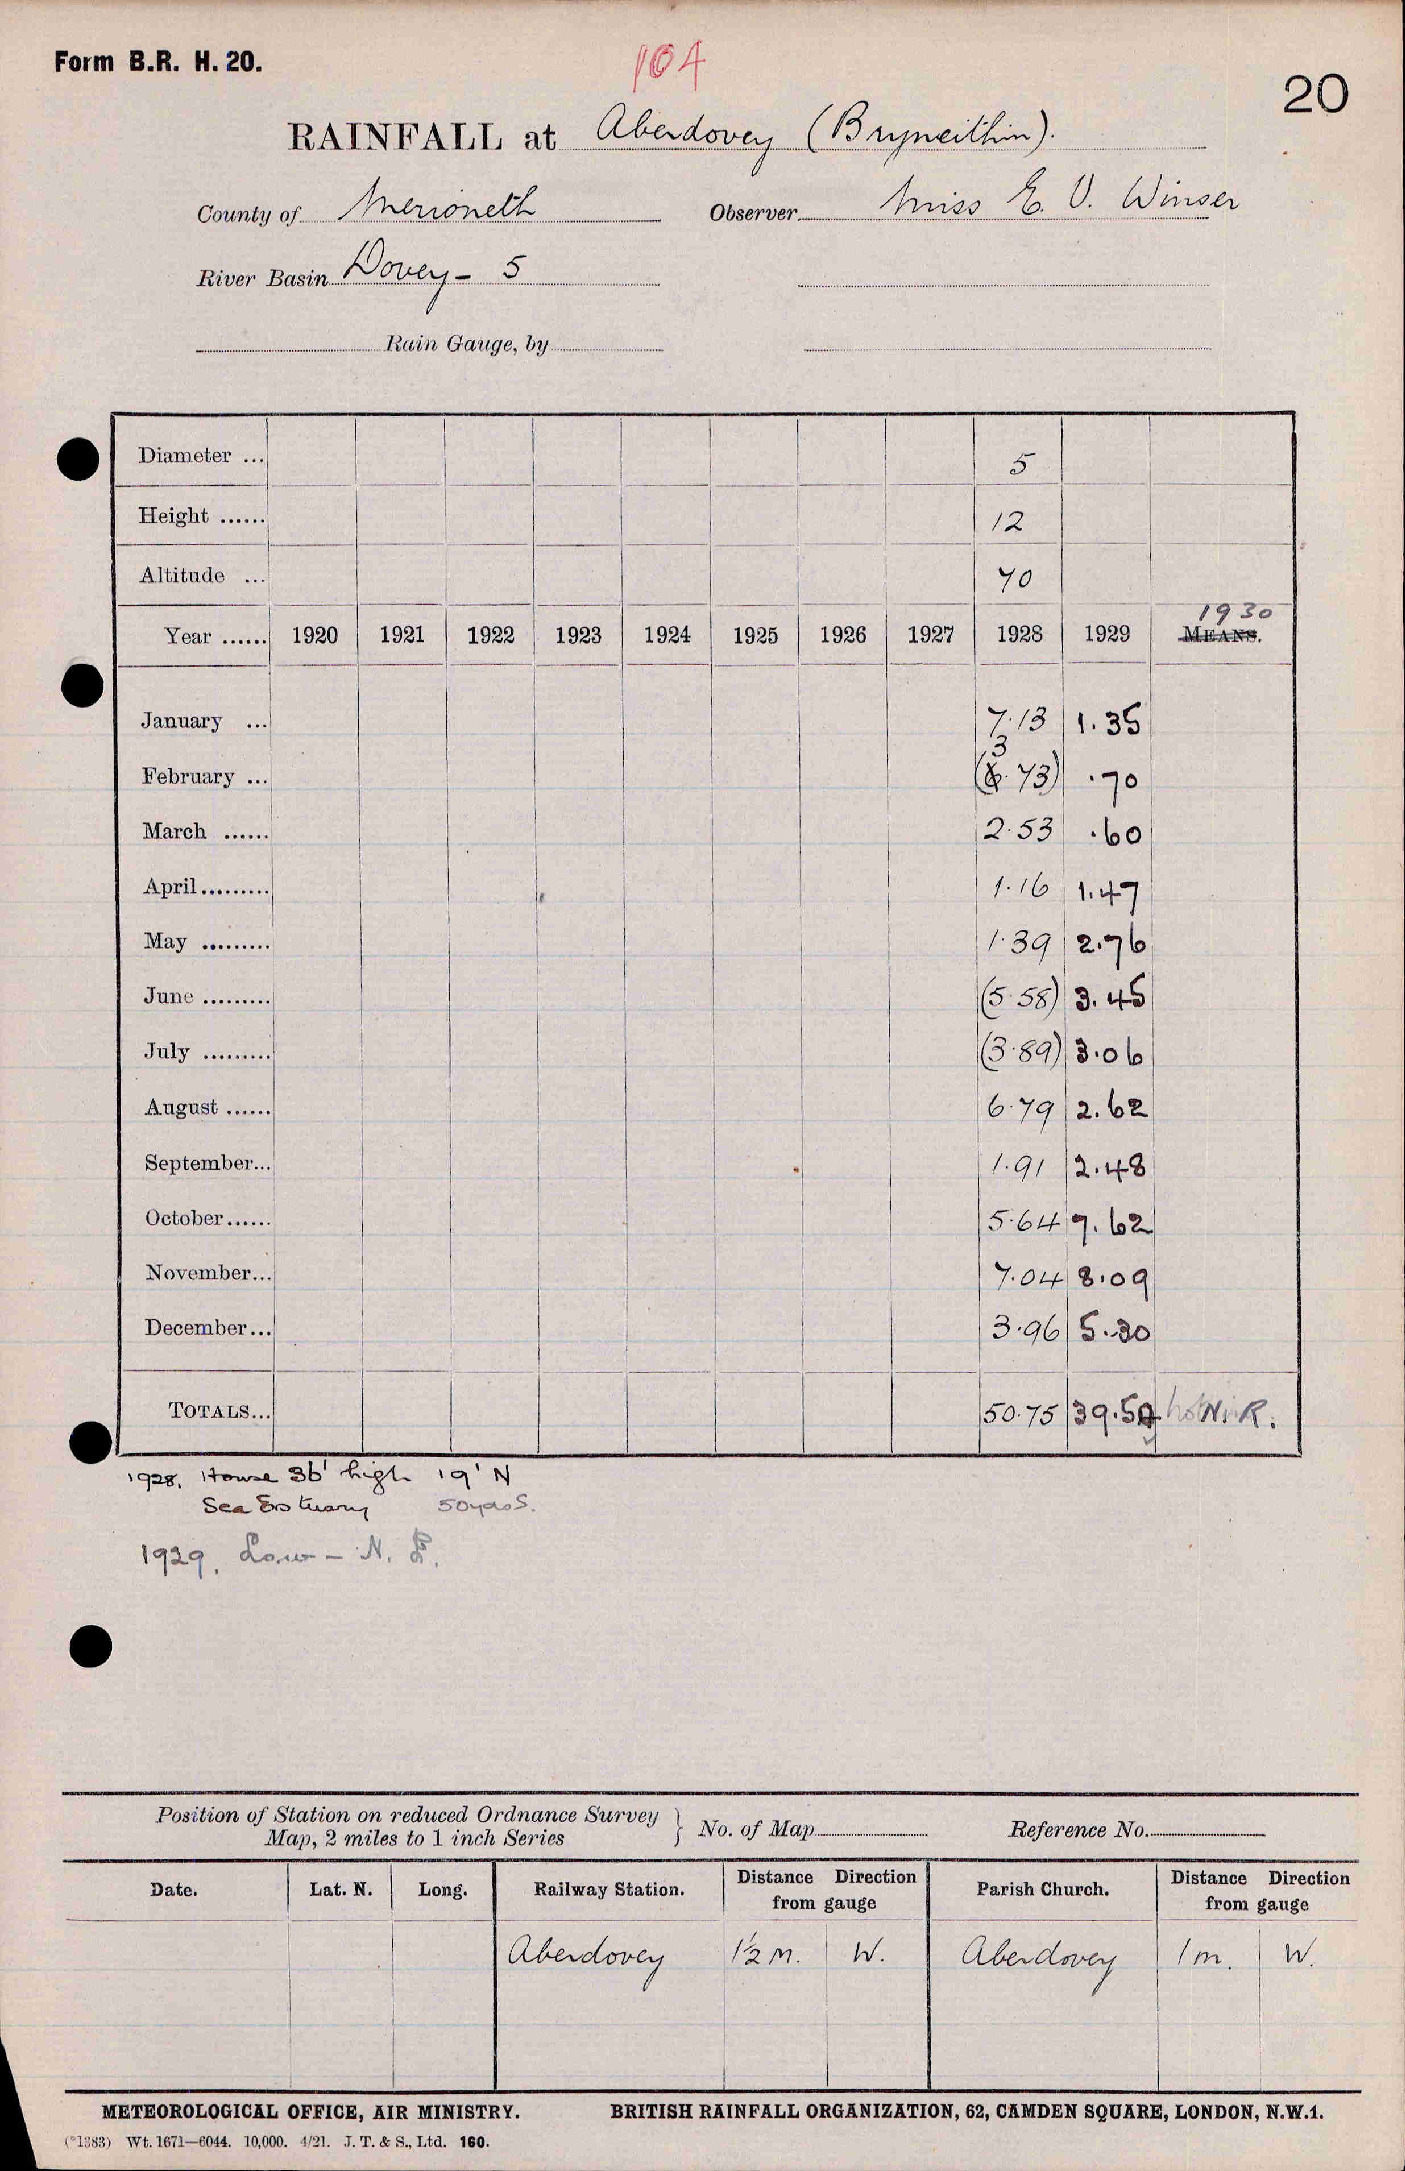 Form B.R. H. 20.
104
20
RAINFALL at Aberdovey (Bryneithin).
County of Merioneth Observer Miss E. V. Winser
River Basin Dovey - 5
Rain Gauge, by
Diameter ... 5
Height ...... 12
Altitude ... 70
Year ...... 1920 1921 1922 1923 1924 1925 1926 1927 1928 1929 MEANS. 1930
January ... 7.13 1.35
February ... (3.73) .70
March ...... 2.53 .60
April ......... 1.16 1.47
May ......... 1.39 2.76
June ......... (5.58) 3.45
July ......... (3.89) 3.06
August ...... 6.79 2.62
September... 1.91 2.48
October ...... 5.64 7.62
November... 7.04 8.09
December... 3.96 5.30
TOTALS... 50.75 39.50 N.R.
1928. House 36' high 19' N
Sea Estuary 50yds S.
1929. Low - N.
Position of Station on reduced Ordnance Survey Map, 2 miles to 1 inch Series } No. of Map Reference No.
Date. Lat. N. Long. Railway Station. Distance Direction from gauge Parish Church. Distance Direction from gauge
Aberdovey 1½ m. W. Aberdovey 1 m. W.
METEOROLOGICAL OFFICE, AIR MINISTRY. BRITISH RAINFALL ORGANIZATION, 62, CAMDEN SQUARE, LONDON, N.W.1.
(*1383) Wt. 1671—6044. 10,000. 4/21. J. T. & S., Ltd. 160.